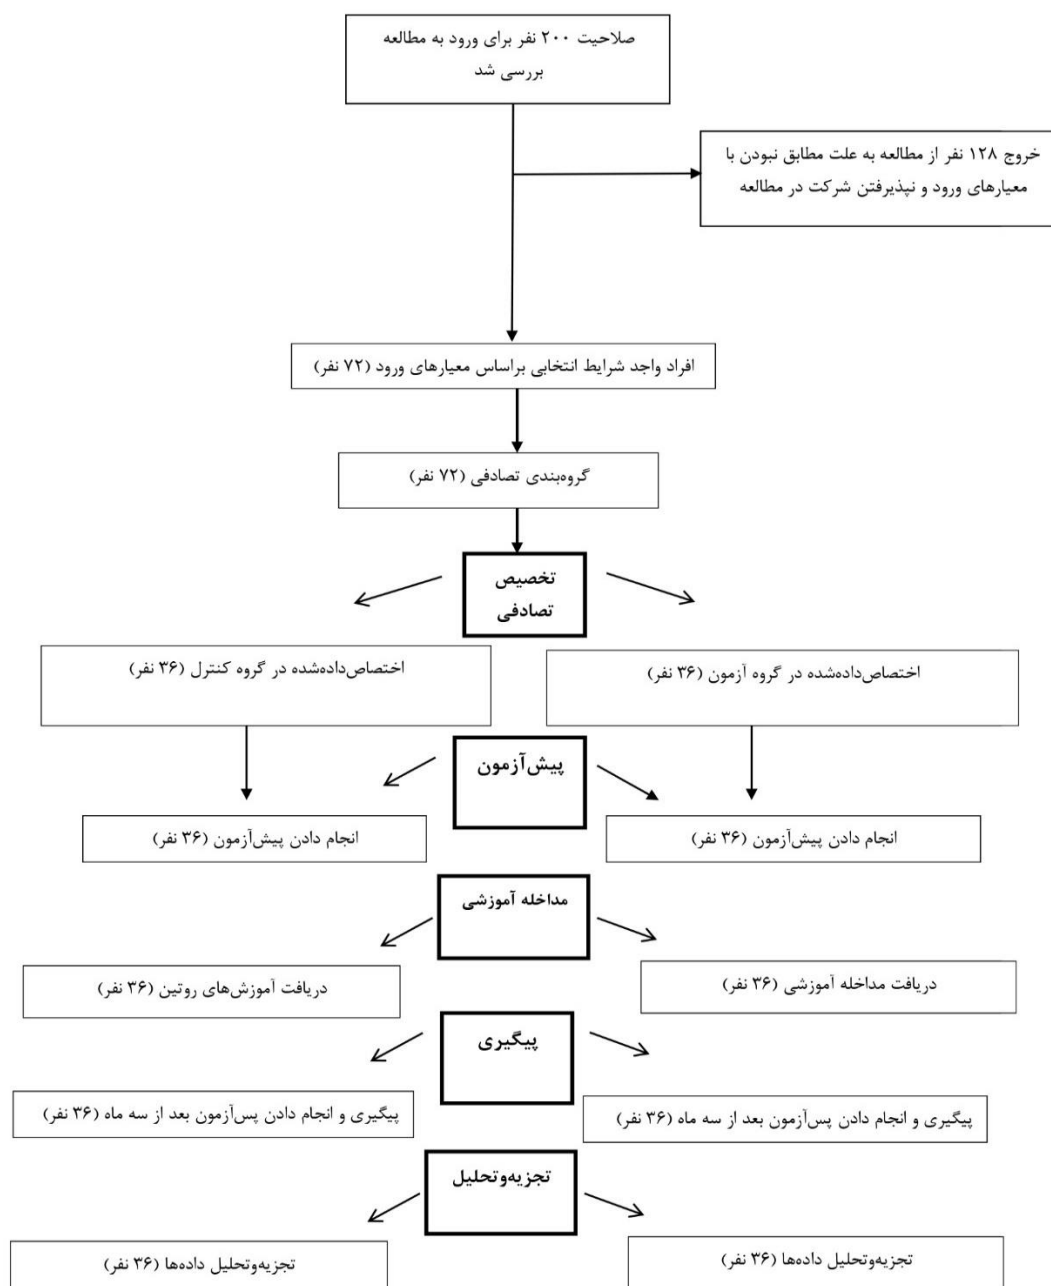 صلاحیت ۲۰۰ نفر برای ورود به مطالعه
بررسی شد
خروج ۱۲۸ نفر از مطالعه به علت مطابق نبودن با
معیارهای ورود و نپذیرفتن شرکت در مطالعه
افراد واجد شرایط انتخابی براساس معیارهای ورود (۷۲ نفر)
گروه‌بندی تصادفی (۷۲ نفر)
تخصیص
تصادفی
اختصاص‌داده‌شده در گروه آزمون (۳۶ نفر)
اختصاص‌داده‌شده در گروه کنترل (۳۶ نفر)
پیش‌آزمون
انجام دادن پیش‌آزمون (۳۶ نفر)
انجام دادن پیش‌آزمون (۳۶ نفر)
مداخله آموزشی
دریافت مداخله آموزشی (۳۶ نفر)
دریافت آموزش‌های روتین (۳۶ نفر)
پیگیری
پیگیری و انجام دادن پس‌آزمون بعد از سه ماه (۳۶ نفر)
پیگیری و انجام دادن پس‌آزمون بعد از سه ماه (۳۶ نفر)
تجزیه‌وتحلیل
تجزیه‌وتحلیل داده‌ها (۳۶ نفر)
تجزیه‌وتحلیل داده‌ها (۳۶ نفر)